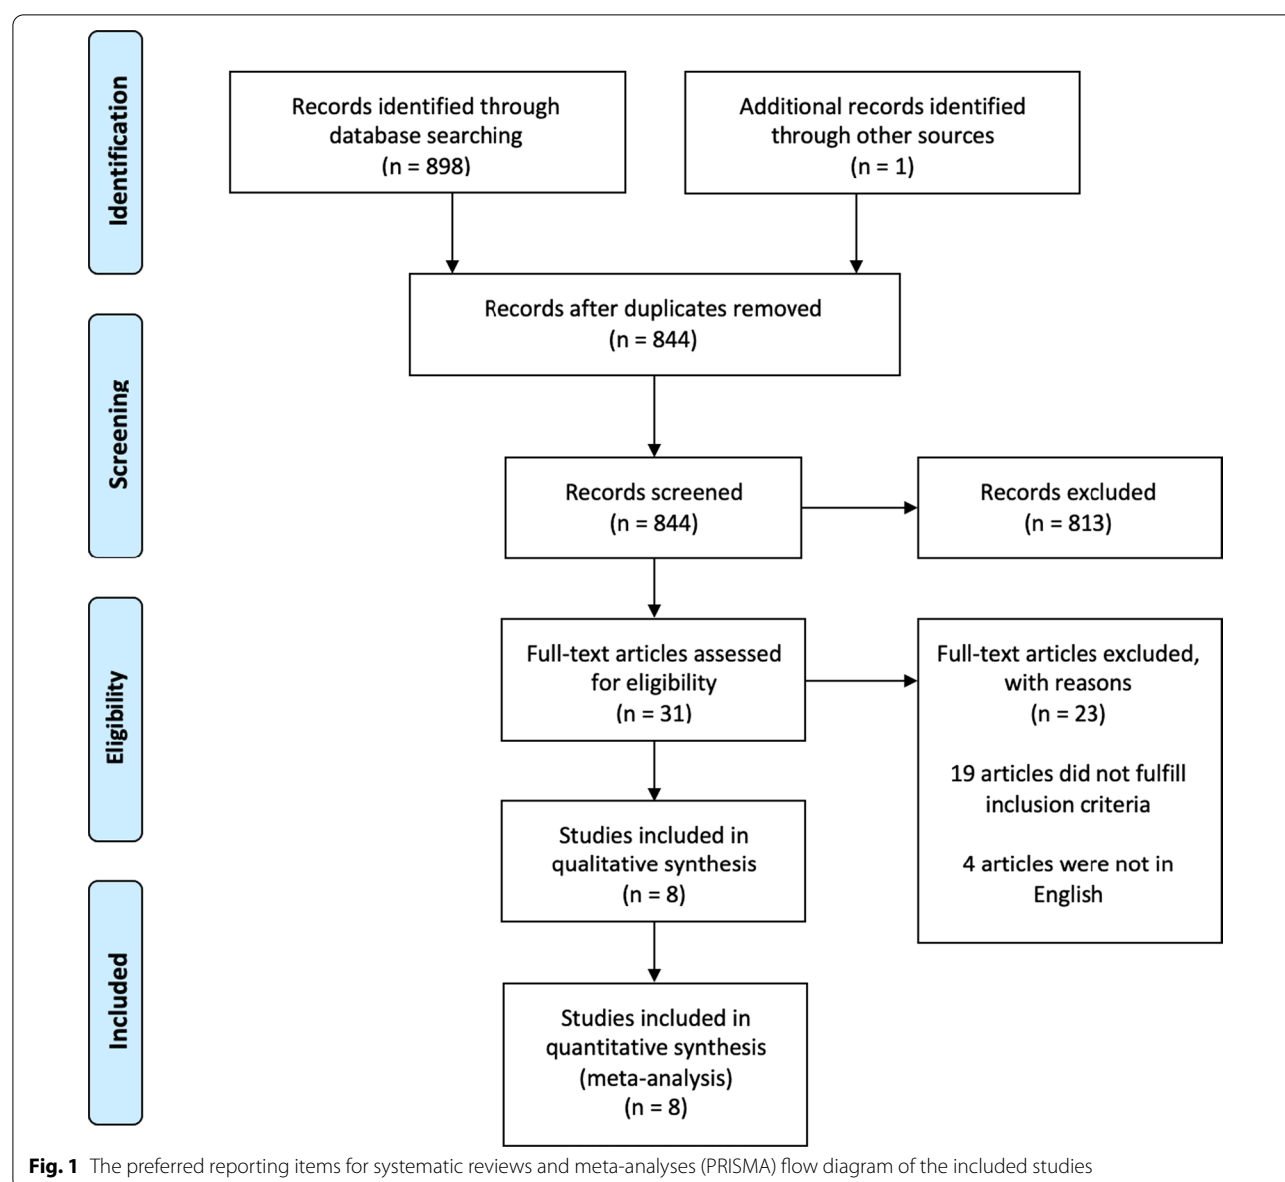 Identification
Records identified through
database searching
(n = 898)
Additional records identified
through other sources
(n = 1)
Records after duplicates removed
(n = 844)
Screening
Records screened
(n = 844)
Records excluded
(n = 813)
Eligibility
Full-text articles assessed
for eligibility
(n = 31)
Full-text articles excluded,
with reasons
(n = 23)
19 articles did not fulfill
inclusion criteria
4 articles were not in
English
Studies included in
qualitative synthesis
(n = 8)
Included
Studies included in
quantitative synthesis
(meta-analysis)
(n = 8)
Fig. 1 The preferred reporting items for systematic reviews and meta-analyses (PRISMA) flow diagram of the included studies